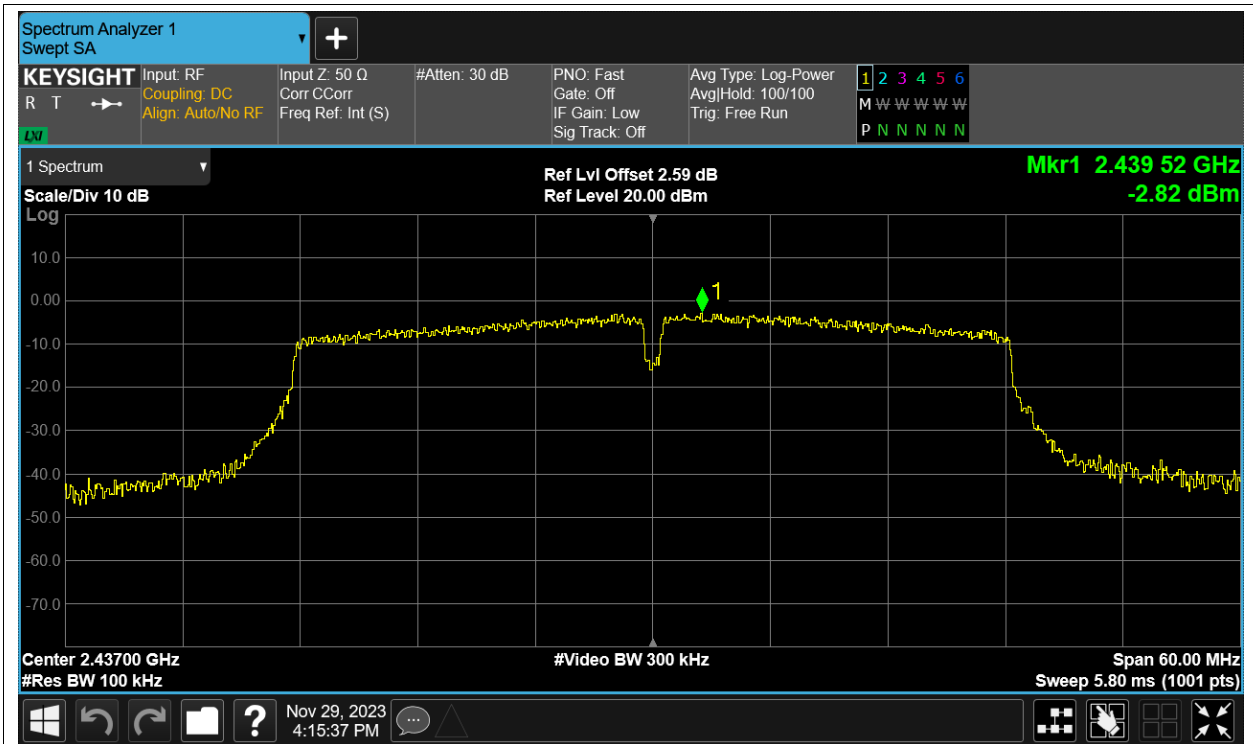 Spectrum Analyzer 1
Swept SA
KEYSIGHT
R T
LXI
Input: RF
Coupling: DC
Align: Auto/No RF
Input Z: 50 Ω
Corr CCorr
Freq Ref: Int (S)
#Atten: 30 dB
PNO: Fast
Gate: Off
IF Gain: Low
Sig Track: Off
Avg Type: Log-Power
Avg|Hold: 100/100
Trig: Free Run
1 2 3 4 5 6
M W W W W W
P N N N N N
1 Spectrum
Scale/Div 10 dB
Log
Ref Lvl Offset 2.59 dB
Ref Level 20.00 dBm
Mkr1 2.439 52 GHz
-2.82 dBm
10.0
0.00
-10.0
-20.0
-30.0
-40.0
-50.0
-60.0
-70.0
1
Center 2.43700 GHz
#Res BW 100 kHz
#Video BW 300 kHz
Span 60.00 MHz
Sweep 5.80 ms (1001 pts)
?
Nov 29, 2023
4:15:37 PM